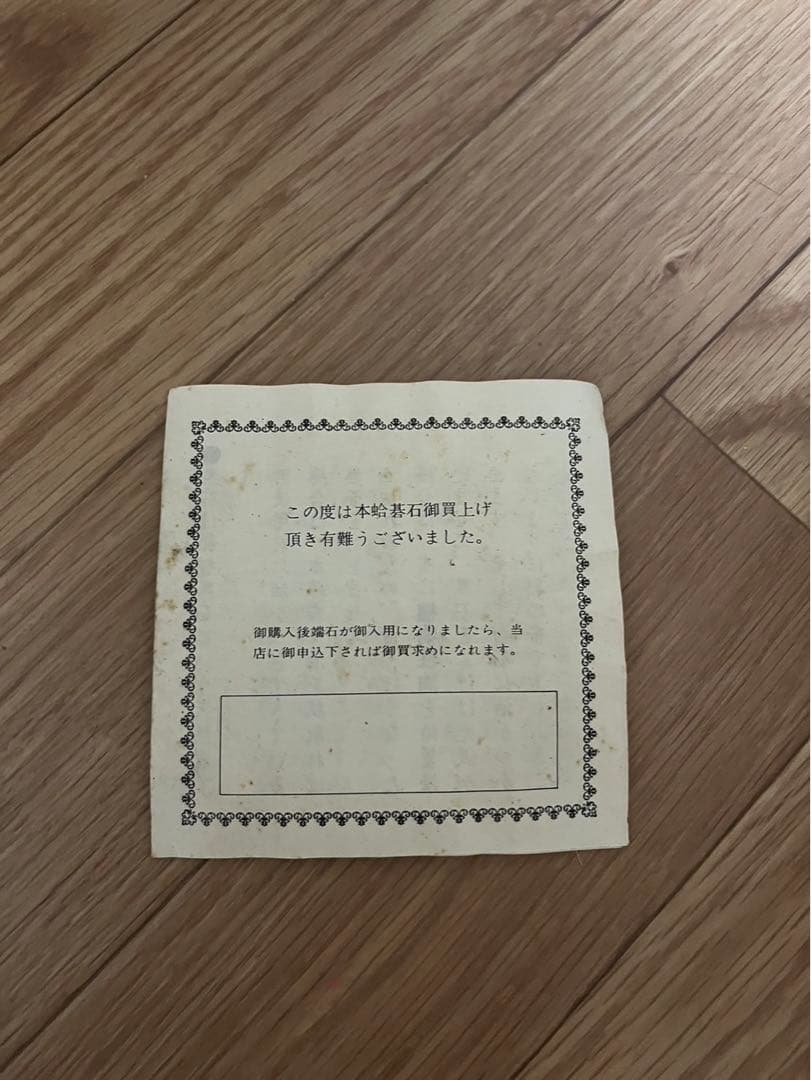 この度は本蛤碁石御買上げ
頂き有難うございました。
御購入後端石が御入用になりましたら、当
店に御申込下されば御買求めになれます。